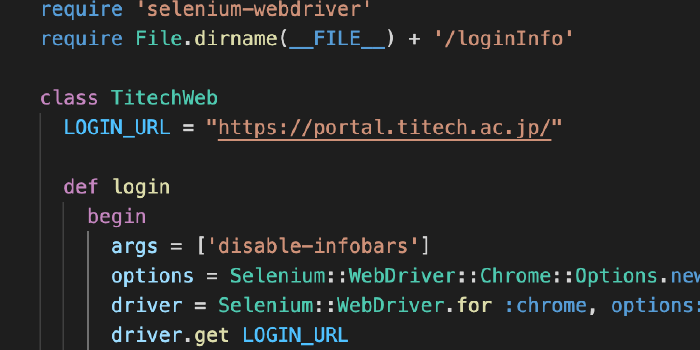 require 'selenium-webdriver'
require File.dirname(__FILE__) + '/loginInfo'
class TitechWeb
LOGIN_URL = "https://portal.titech.ac.jp/"
def login
begin
args = ['disable-infobars']
options = Selenium::WebDriver::Chrome::Options.new
driver = Selenium::WebDriver.for :chrome, options:
driver.get LOGIN_URL